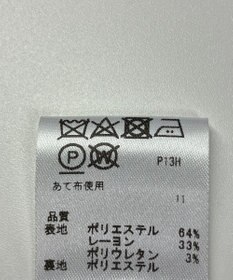 P
W
P13H
あて布使用
11
品質
表地 ポリエステル 64%
レーヨン 33%
ポリウレタン 3%
裏地 ポリエステル